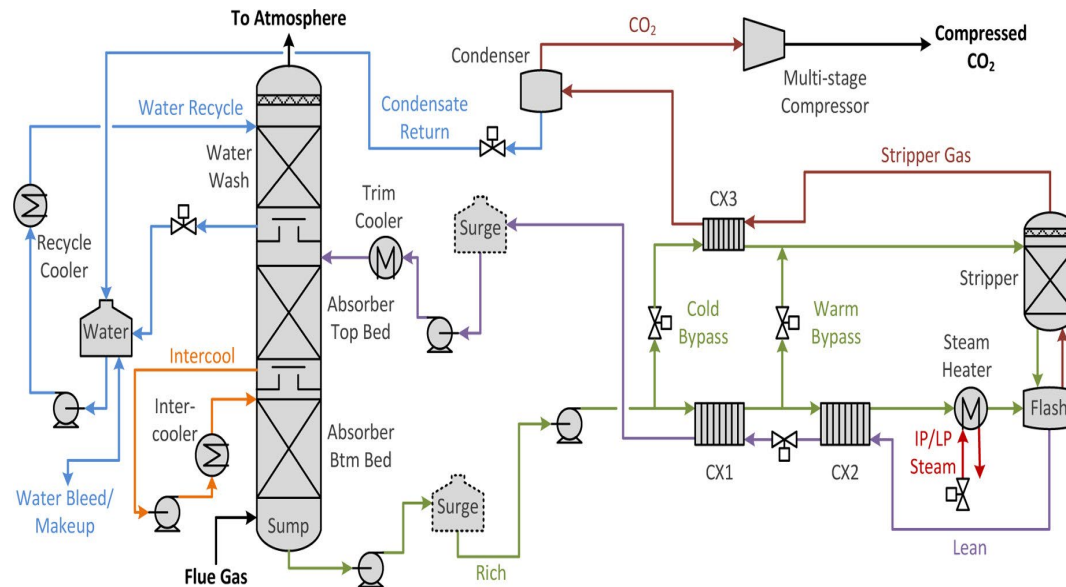 To Atmosphere
CO₂
Compressed
CO₂
Condenser
Multi-stage
Compressor
Water Recycle
Condensate
Return
Water
Wash
Stripper Gas
CX3
Trim
Cooler
Surge
Recycle
Cooler
Stripper
Water
Absorber
Top Bed
Cold
Bypass
Warm
Bypass
Steam
Heater
Intercool
Flash
Inter-
cooler
Absorber
Btm Bed
IP/LP
Steam
CX1
CX2
Water Bleed/
Makeup
Surge
Sump
Flue Gas
Rich
Lean